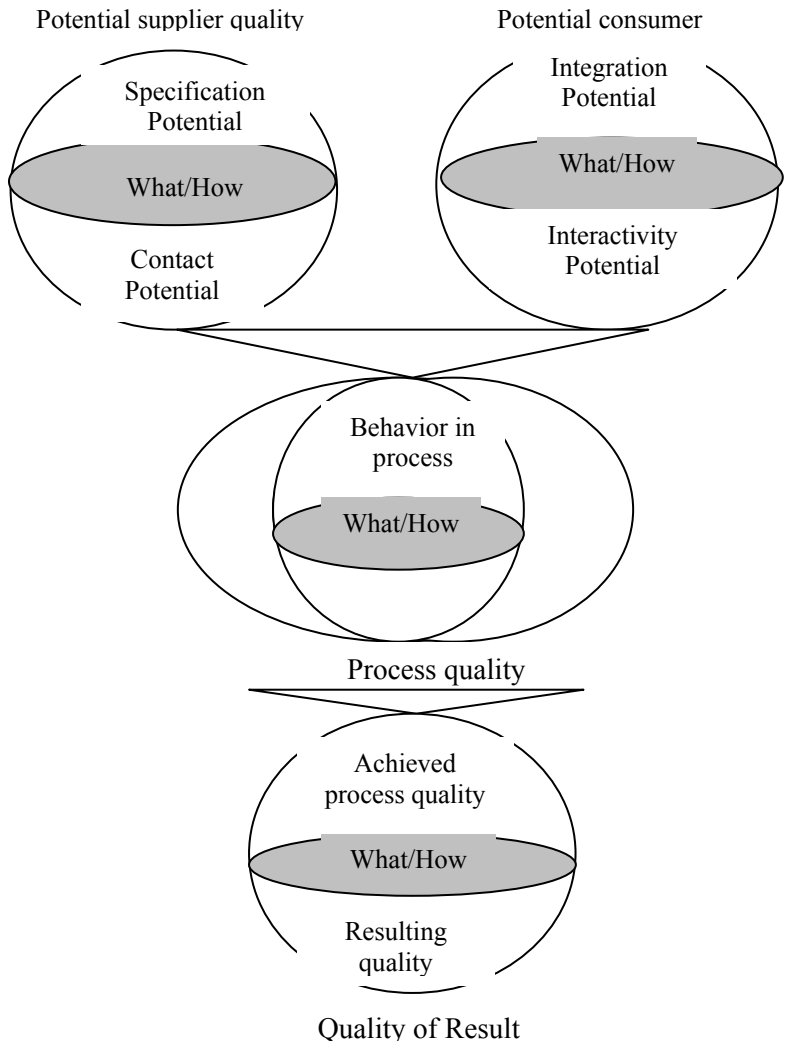 Potential supplier quality
Potential consumer
Specification
Potential
What/How
Contact
Potential
Integration
Potential
What/How
Interactivity
Potential
Behavior in
process
What/How
Process quality
Achieved
process quality
What/How
Resulting
quality
Quality of Result